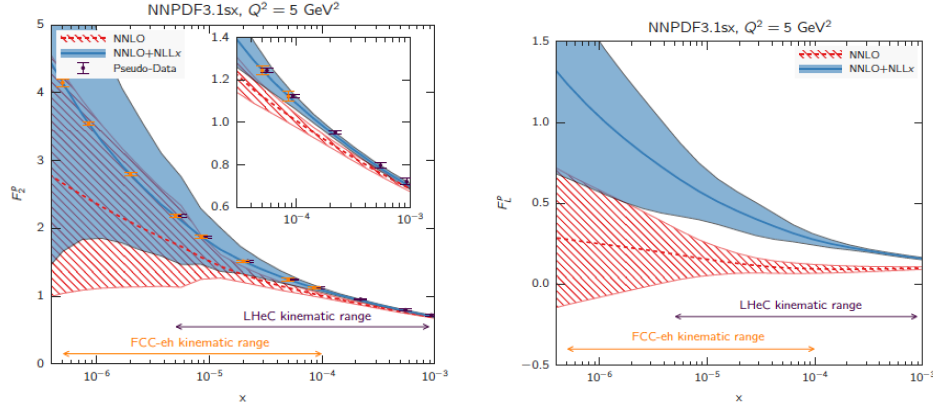 NNPDF3.1sx, Q² = 5 GeV²
NNLO
NNLO+NLLx
Pseudo-Data
5
4
3
2
1
0
F₂ᵖ
1.4
1.2
1.0
0.8
0.6
10⁻⁴
10⁻³
LHeC kinematic range
FCC-eh kinematic range
10⁻⁶
10⁻⁵
10⁻⁴
10⁻³
x
NNPDF3.1sx, Q² = 5 GeV²
NNLO
NNLO+NLLx
1.5
1.0
0.5
0.0
−0.5
F_Lᵖ
LHeC kinematic range
FCC-eh kinematic range
10⁻⁶
10⁻⁵
10⁻⁴
10⁻³
x